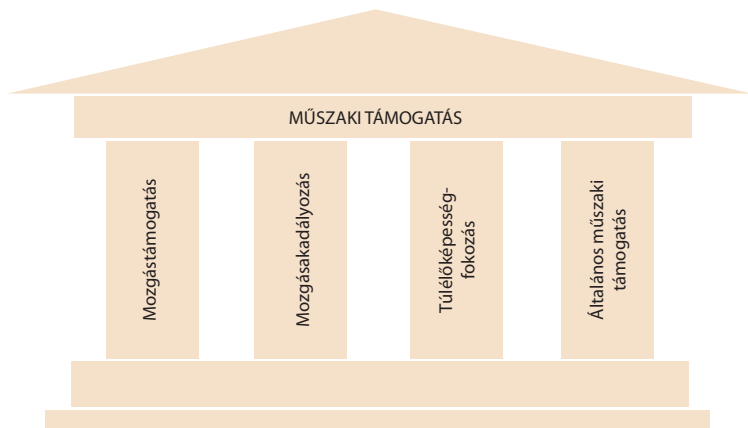 MŰSZAKI TÁMOGATÁS
Mozgástámogatás
Mozgásakadályozás
Túlélőképesség-
fokozás
Általános műszaki
támogatás